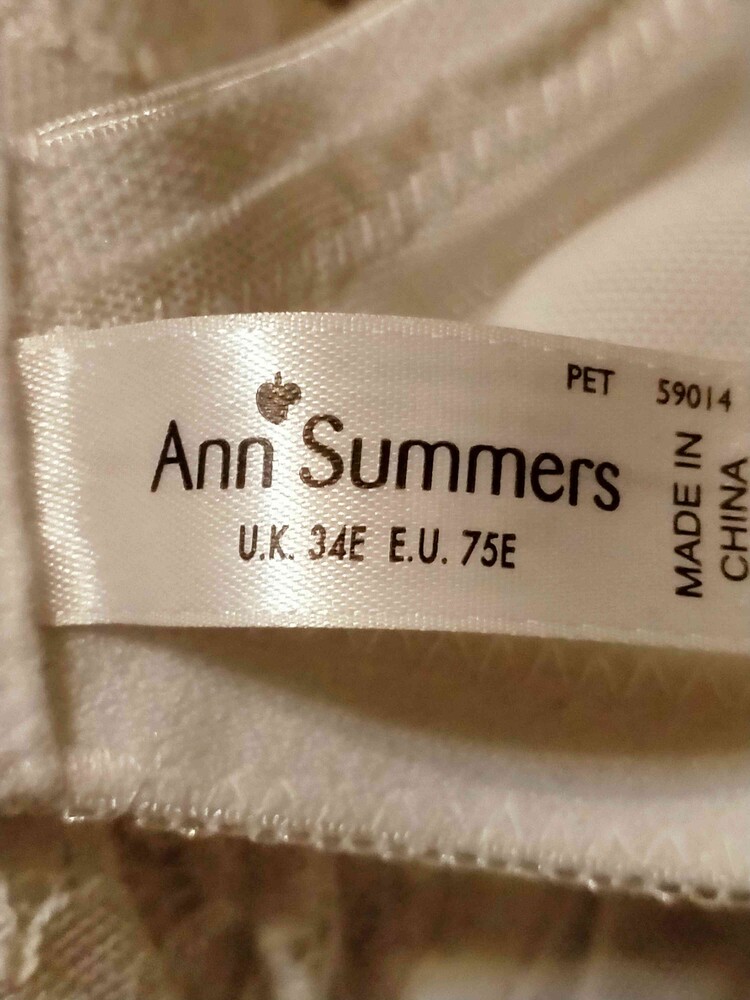 PET 59014
Ann Summers
U.K. 34E E.U. 75E
MADE IN
CHINA